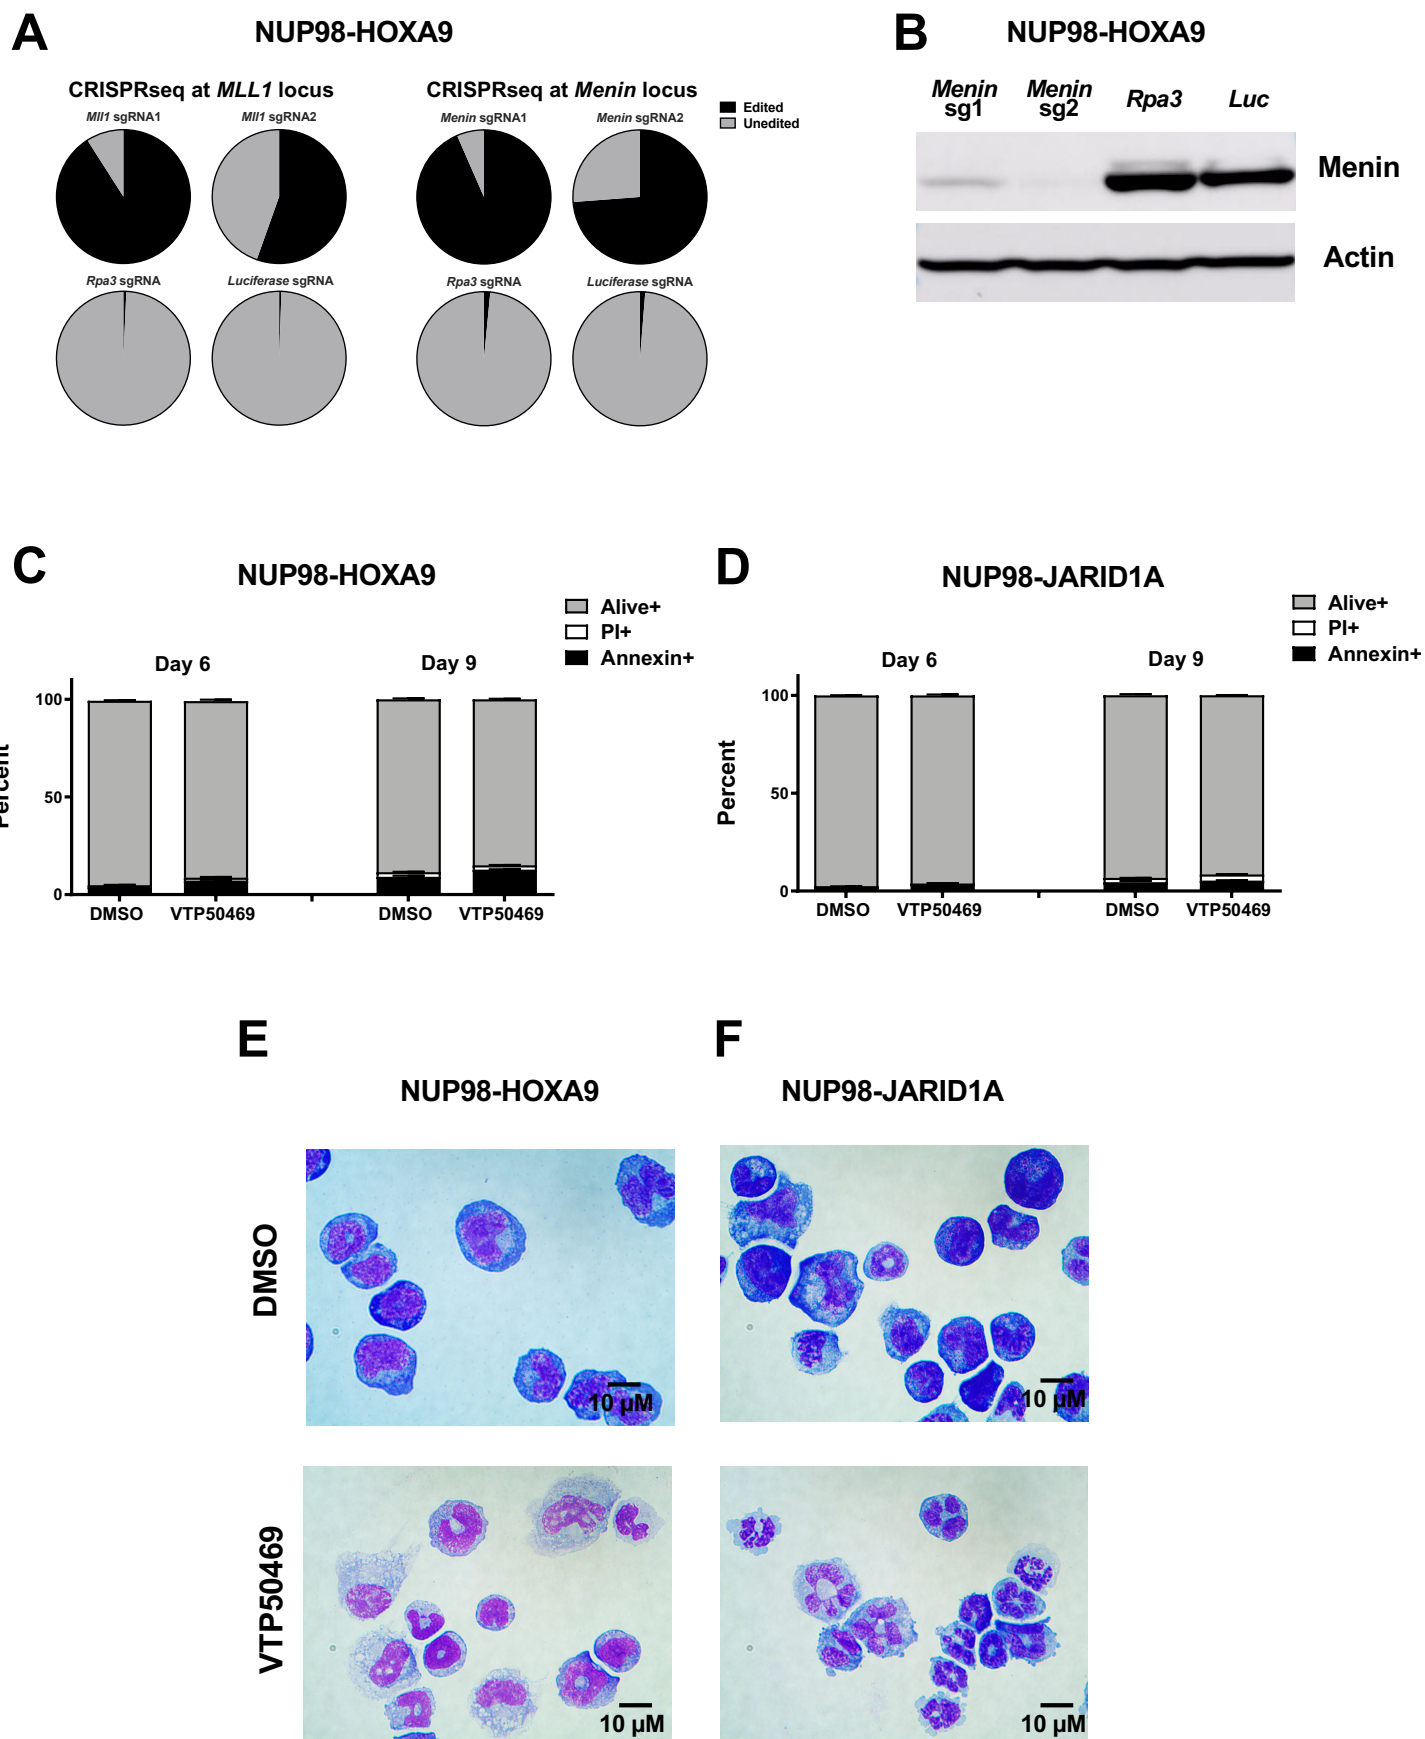 A
NUP98-HOXA9
CRISPRseq at MLL1 locus
Mll1 sgRNA1
Mll1 sgRNA2
Rpa3 sgRNA
Luciferase sgRNA
CRISPRseq at Menin locus
Menin sgRNA1
Menin sgRNA2
Rpa3 sgRNA
Luciferase sgRNA
Edited
Unedited
B
NUP98-HOXA9
Menin
sg1
Menin
sg2
Rpa3
Luc
Menin
Actin
C
NUP98-HOXA9
Alive+
PI+
Annexin+
Day 6
Day 9
Percent
100
50
0
DMSO
VTP50469
DMSO
VTP50469
D
NUP98-JARID1A
Alive+
PI+
Annexin+
Day 6
Day 9
Percent
100
50
0
DMSO
VTP50469
DMSO
VTP50469
E
NUP98-HOXA9
F
NUP98-JARID1A
DMSO
10 µM
10 µM
VTP50469
10 µM
10 µM